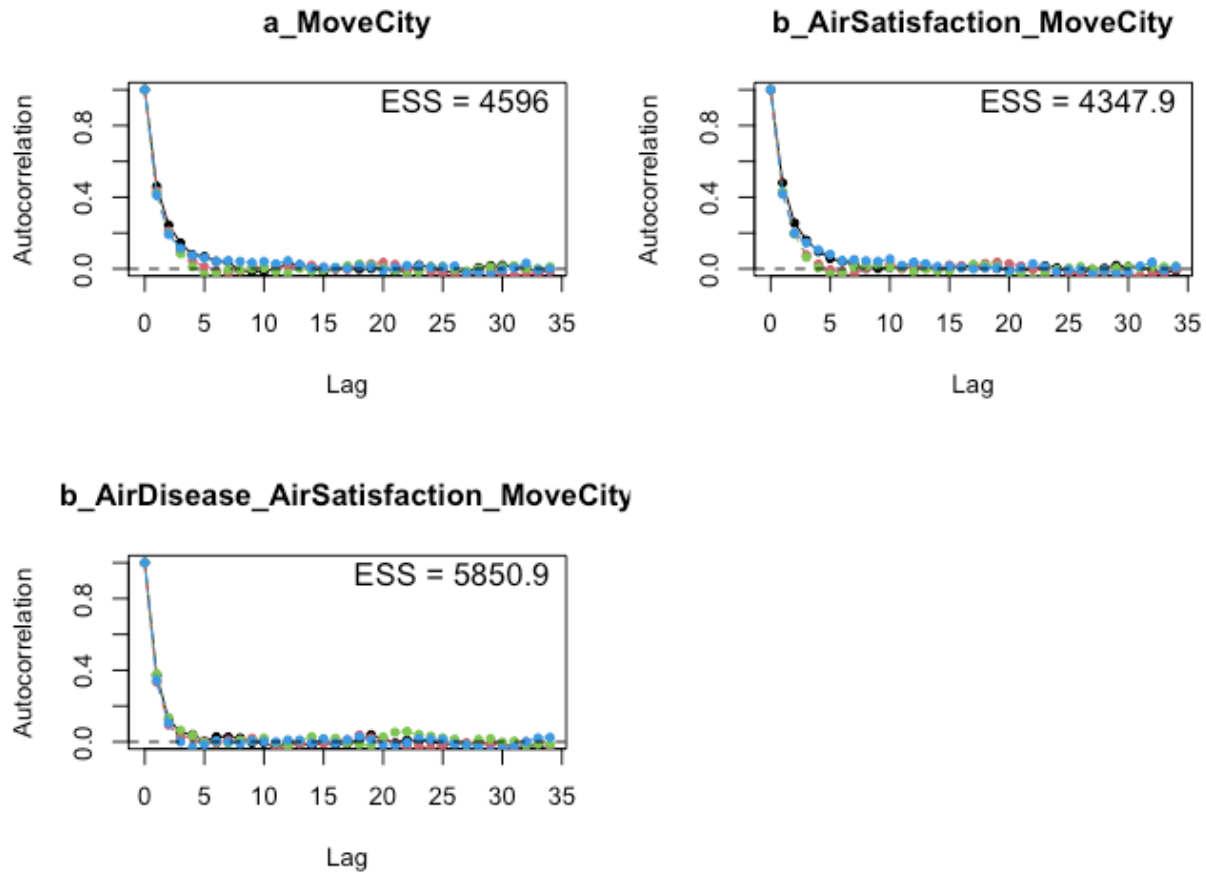 a_MoveCity
ESS = 4596
Autocorrelation
0.0 0.4 0.8
0 5 10 15 20 25 30 35
Lag
b_AirSatisfaction_MoveCity
ESS = 4347.9
Autocorrelation
0.0 0.4 0.8
0 5 10 15 20 25 30 35
Lag
b_AirDisease_AirSatisfaction_MoveCity
ESS = 5850.9
Autocorrelation
0.0 0.4 0.8
0 5 10 15 20 25 30 35
Lag